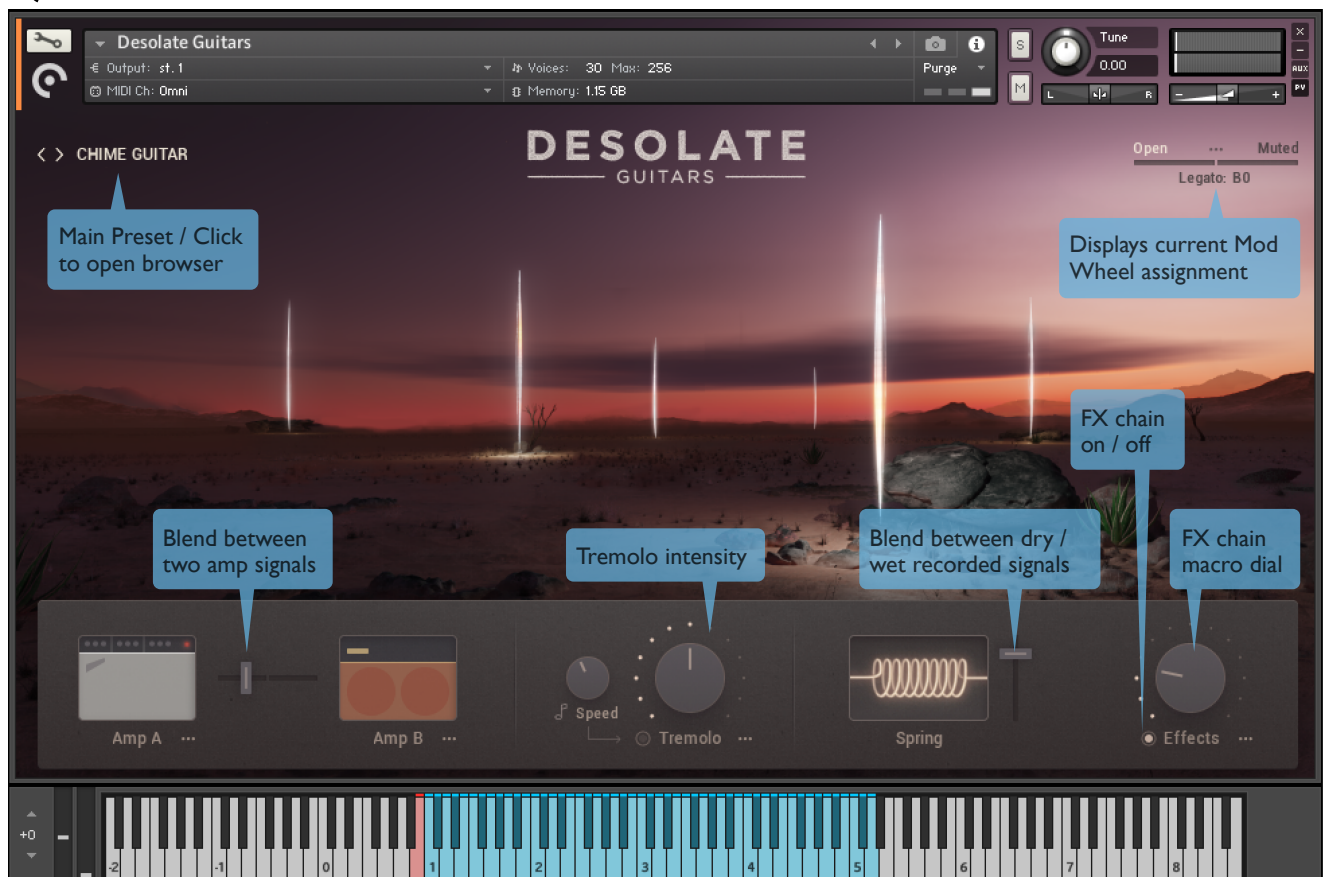 Desolate Guitars
Output: st. 1
Voices: 30 Max: 256
Purge
MIDI Ch: Omni
Memory: 1.15 GB
S
M
Tune
0.00
L
R
-
+
×
-
AUX
PV
< > CHIME GUITAR
DESOLATE
GUITARS
Open ... Muted
Legato: B0
Main Preset / Click
to open browser
Displays current Mod
Wheel assignment
FX chain
on / off
Blend between
two amp signals
Tremolo intensity
Blend between dry /
wet recorded signals
FX chain
macro dial
Amp A ...
Amp B ...
Speed
Tremolo ...
Spring
Effects ...
+0
-2 -1 0 1 2 3 4 5 6 7 8